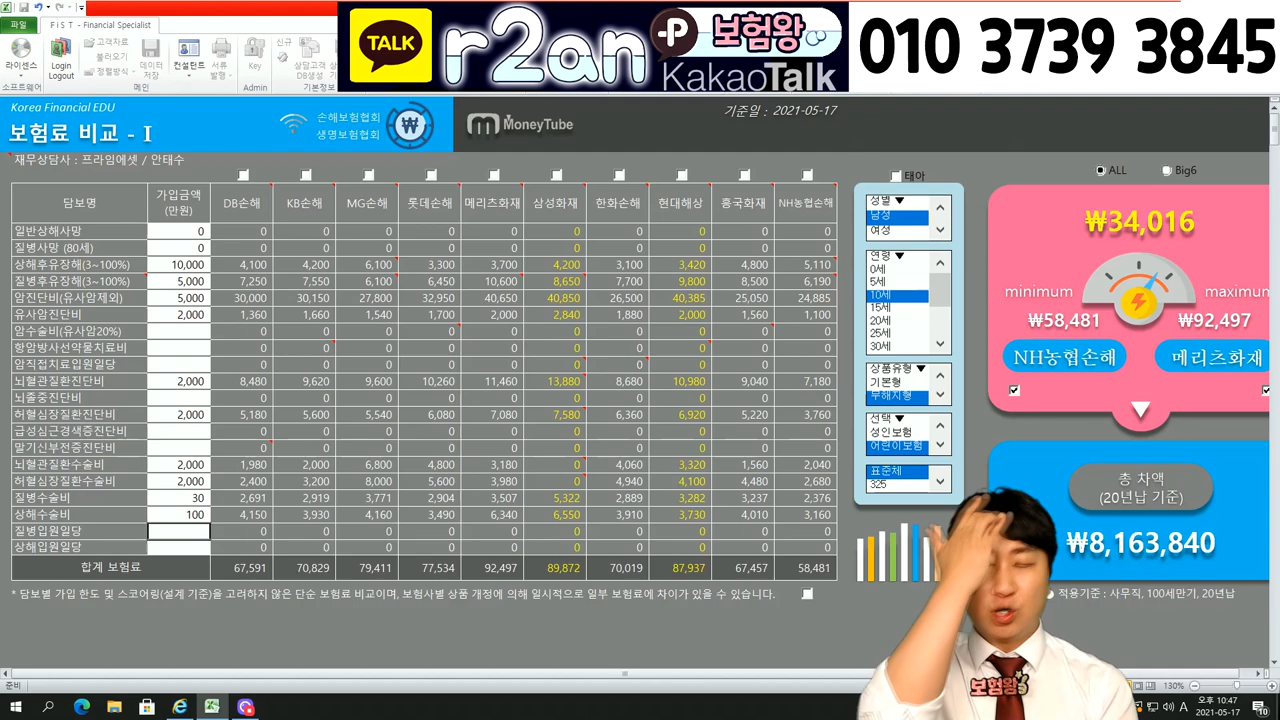 TALK
r2an
P 보험왕
KakaoTalk
010 3739 3845
파일
F I S T - Financial Specialist
라이센스
Login
Logout
고객자료
불러오기
정렬방식
데이터
저장
컨설턴트
서류
발행
Key
신규
상담고객
DB생성
소프트웨어
메인
Admin
기본정보
Korea Financial EDU
보험료 비교 - I
손해보험협회
생명보험협회
MoneyTube
기준일 : 2021-05-17
재무상담사 : 프라임에셋 / 안태수
담보명 가입금액 (만원) DB손해 KB손해 MG손해 롯데손해 메리츠화재 삼성화재 한화손해 현대해상 흥국화재 NH농협손해
일반상해사망 0 0 0 0 0 0 0 0 0 0 0
질병사망 (80세) 0 0 0 0 0 0 0 0 0 0 0
상해후유장해(3~100%) 10,000 4,100 4,200 6,100 3,300 3,700 4,200 3,100 3,420 4,800 5,110
질병후유장해(3~100%) 5,000 7,250 7,550 6,100 6,450 10,600 8,650 7,700 9,800 8,500 6,190
암진단비(유사암제외) 5,000 30,000 30,150 27,800 32,950 40,650 40,850 26,500 40,385 25,050 24,885
유사암진단비 2,000 1,360 1,660 1,540 1,700 2,000 2,840 1,880 2,000 1,560 1,100
암수술비(유사암20%) 0 0 0 0 0 0 0 0 0 0
항암방사선약물치료비 0 0 0 0 0 0 0 0 0 0
암직접치료입원일당 0 0 0 0 0 0 0 0 0 0
뇌혈관질환진단비 2,000 8,480 9,620 9,600 10,260 11,460 13,880 8,680 10,980 9,040 7,180
뇌졸중진단비 0 0 0 0 0 0 0 0 0 0
허혈심장질환진단비 2,000 5,180 5,600 5,540 6,080 7,080 7,580 6,360 6,920 5,220 3,760
급성심근경색증진단비 0 0 0 0 0 0 0 0 0 0
말기신부전증진단비 0 0 0 0 0 0 0 0 0 0
뇌혈관질환수술비 2,000 1,980 2,000 6,800 4,800 3,180 0 4,060 3,320 1,560 2,040
허혈심장질환수술비 2,000 2,400 3,200 8,000 5,600 3,980 0 4,940 4,100 4,480 2,680
질병수술비 30 2,691 2,919 3,771 2,904 3,507 5,322 2,889 3,282 3,237 2,376
상해수술비 100 4,150 3,930 4,160 3,490 6,340 6,550 3,910 3,730 4,010 3,160
질병입원일당 0 0 0 0 0 0 0 0 0 0
상해입원일당 0 0 0 0 0 0 0 0 0 0
합계 보험료 67,591 70,829 79,411 77,534 92,497 89,872 70,019 87,937 67,457 58,481
* 담보별 가입 한도 및 스코어링(설계 기준)을 고려하지 않은 단순 보험료 비교이며, 보험사별 상품 개정에 의해 일시적으로 일부 보험료에 차이가 있을 수 있습니다.
태아
성별 ▼
남성
여성
연령 ▼
0세
5세
10세
15세
20세
25세
30세
상품유형 ▼
기본형
무해지형
선택 ▼
성인보험
어린이보험
표준체
325
ALL
Big6
₩34,016
minimum
maximum
₩58,481
₩92,497
NH농협손해
메리츠화재
총 차액
(20년납 기준)
₩8,163,840
적용기준 : 사무직, 100세만기, 20년납
보험왕
준비
130%
A
오후 10:47
2021-05-17
10